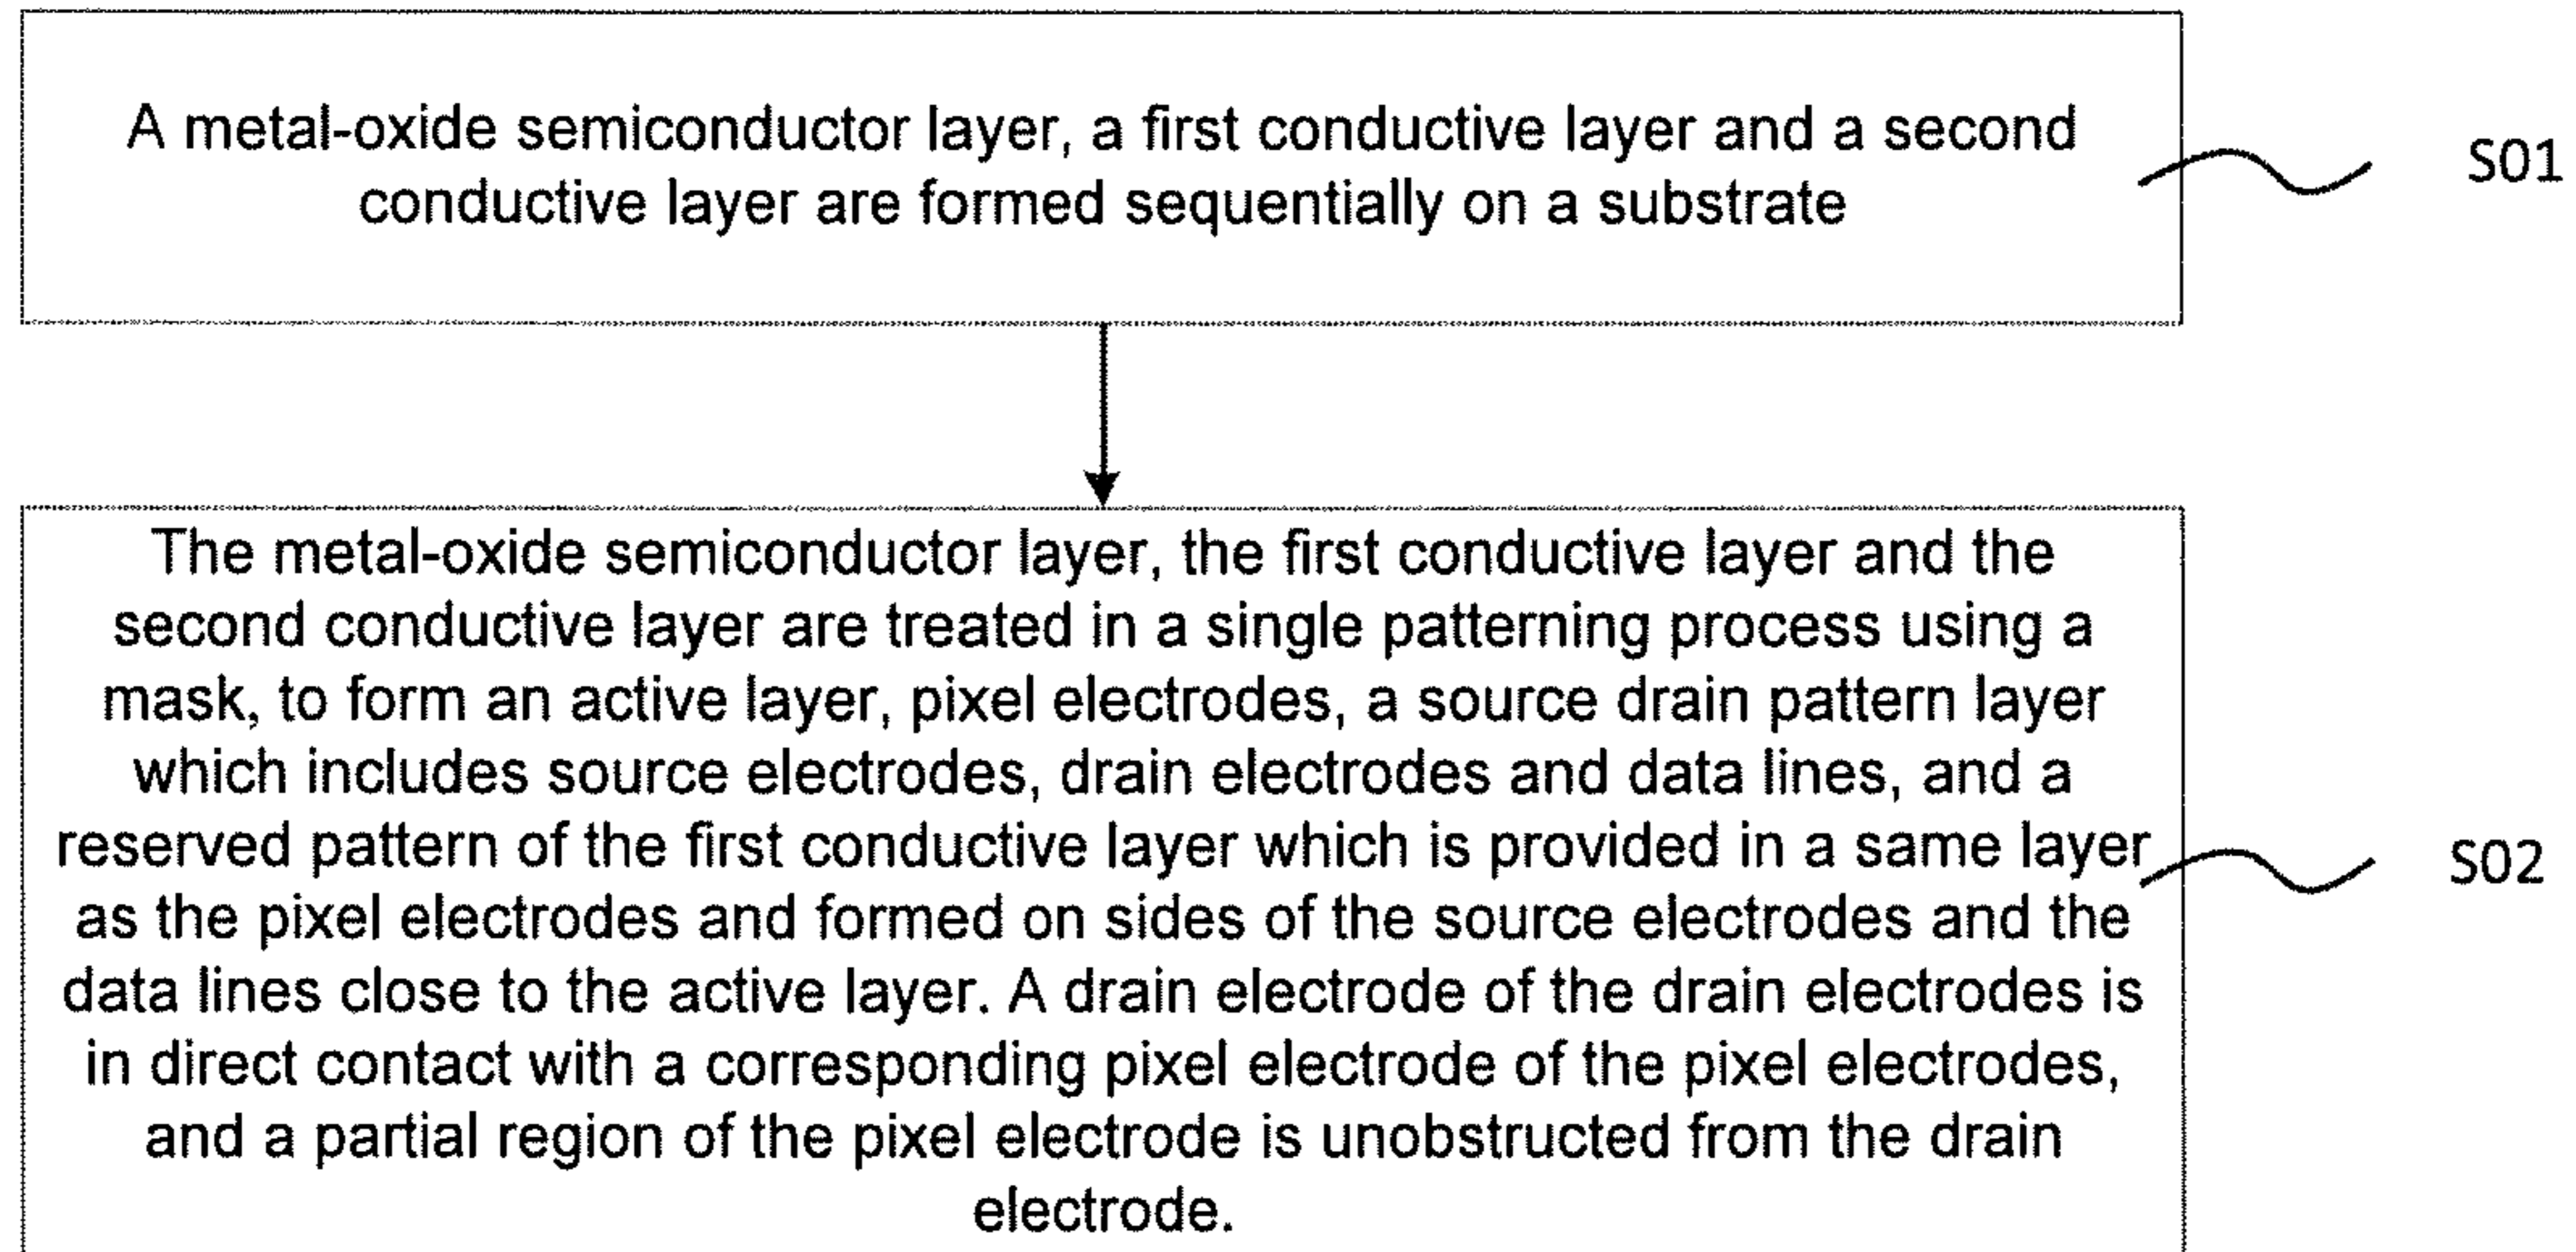 A metal-oxide semiconductor layer, a first conductive layer and a second
conductive layer are formed sequentially on a substrate
S01
The metal-oxide semiconductor layer, the first conductive layer and the
second conductive layer are treated in a single patterning process using a
mask, to form an active layer, pixel electrodes, a source drain pattern layer
which includes source electrodes, drain electrodes and data lines, and a
reserved pattern of the first conductive layer which is provided in a same layer
as the pixel electrodes and formed on sides of the source electrodes and the
data lines close to the active layer. A drain electrode of the drain electrodes is
in direct contact with a corresponding pixel electrode of the pixel electrodes,
and a partial region of the pixel electrode is unobstructed from the drain
electrode.
S02